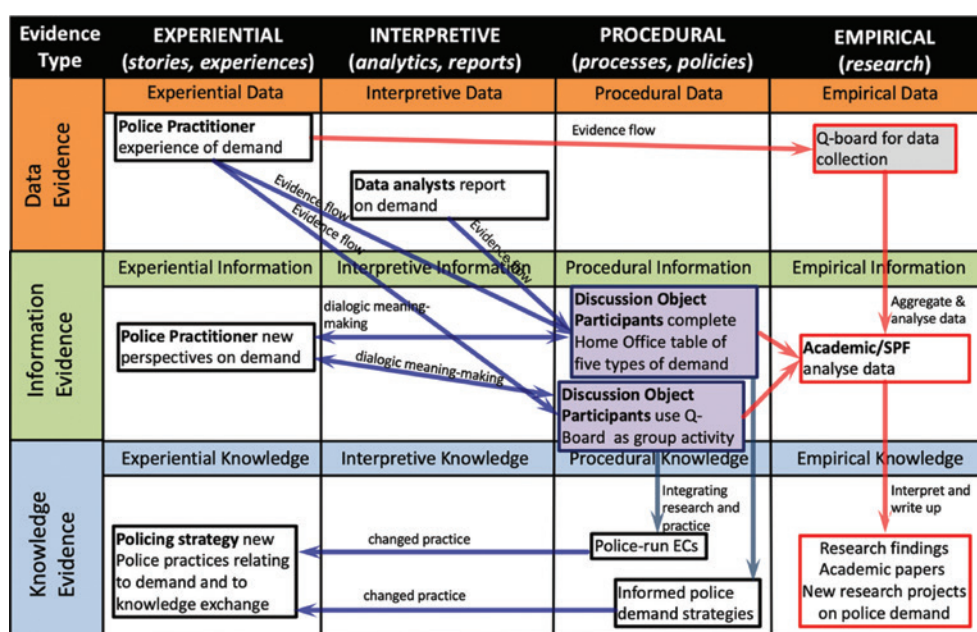 Evidence
Type
EXPERIENTIAL
(stories, experiences)
INTERPRETIVE
(analytics, reports)
PROCEDURAL
(processes, policies)
EMPIRICAL
(research)
Data
Evidence
Experiential Data
Interpretive Data
Procedural Data
Empirical Data
Police Practitioner
experience of demand
Evidence flow
Q-board for data
collection
Data analysts report
on demand
Evidence flow
Evidence flow
Evidence flow
Information
Evidence
Experiential Information
Interpretive Information
Procedural Information
Empirical Information
Police Practitioner new
perspectives on demand
dialogic meaning-
making
dialogic meaning-making
Discussion Object
Participants complete
Home Office table of
five types of demand
Discussion Object
Participants use Q-
Board as group activity
Aggregate &
analyse data
Academic/SPF
analyse data
Knowledge
Evidence
Experiential Knowledge
Interpretive Knowledge
Procedural Knowledge
Empirical Knowledge
Policing strategy new
Police practices relating
to demand and to
knowledge exchange
changed practice
changed practice
Integrating
research and
practice
Police-run ECs
Informed police
demand strategies
Interpret and
write up
Research findings
Academic papers
New research projects
on police demand